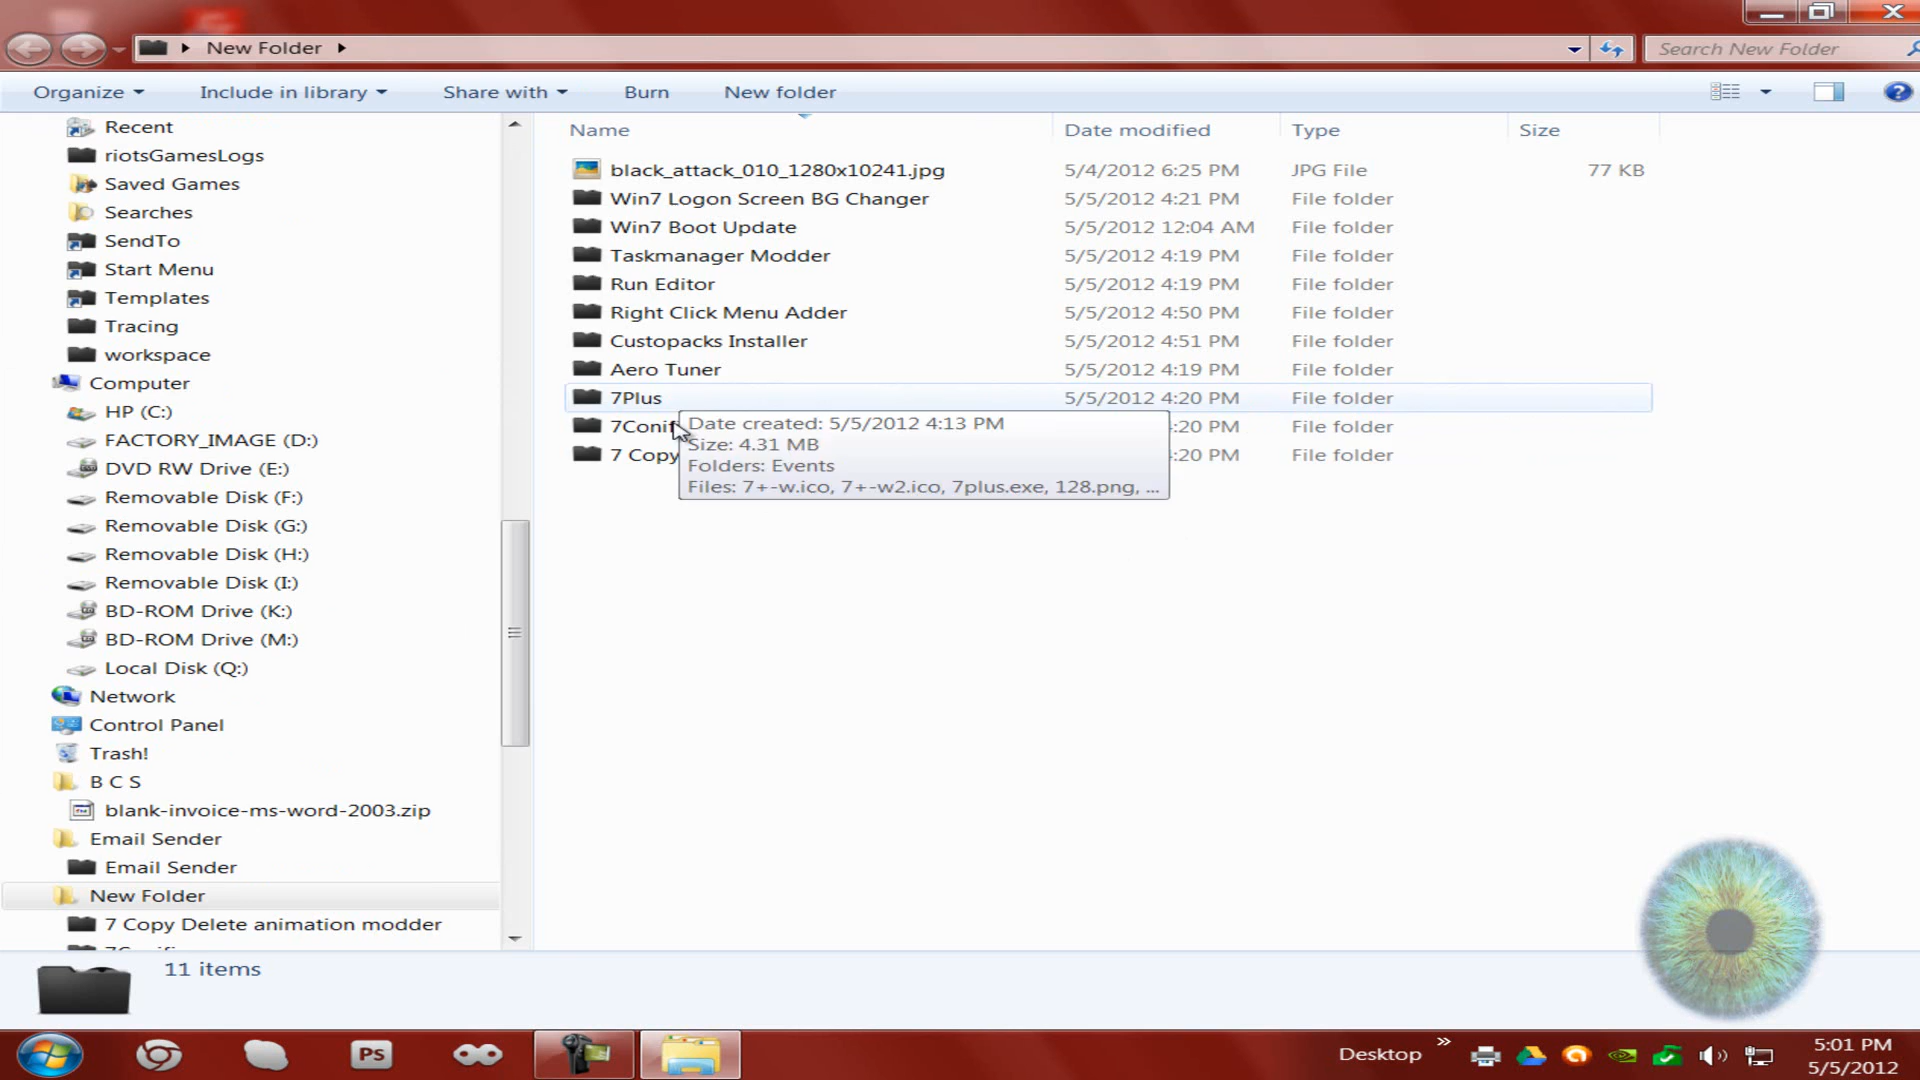 New Folder
Search New Folder
Organize Include in library Share with Burn New folder
Recent
riotsGamesLogs
Saved Games
Searches
SendTo
Start Menu
Templates
Tracing
workspace
Computer
HP (C:)
FACTORY_IMAGE (D:)
DVD RW Drive (E:)
Removable Disk (F:)
Removable Disk (G:)
Removable Disk (H:)
Removable Disk (I:)
BD-ROM Drive (K:)
BD-ROM Drive (M:)
Local Disk (Q:)
Network
Control Panel
Trash!
B C S
blank-invoice-ms-word-2003.zip
Email Sender
Email Sender
New Folder
7 Copy Delete animation modder
Name Date modified Type Size
black_attack_010_1280x10241.jpg 5/4/2012 6:25 PM JPG File 77 KB
Win7 Logon Screen BG Changer 5/5/2012 4:21 PM File folder
Win7 Boot Update 5/5/2012 12:04 AM File folder
Taskmanager Modder 5/5/2012 4:19 PM File folder
Run Editor 5/5/2012 4:19 PM File folder
Right Click Menu Adder 5/5/2012 4:50 PM File folder
Custopacks Installer 5/5/2012 4:51 PM File folder
Aero Tuner 5/5/2012 4:19 PM File folder
7Plus 5/5/2012 4:20 PM File folder
7Conif :20 PM File folder
7 Copy :20 PM File folder
Date created: 5/5/2012 4:13 PM
Size: 4.31 MB
Folders: Events
Files: 7+-w.ico, 7+-w2.ico, 7plus.exe, 128.png, ...
11 items
PS
Desktop
5:01 PM
5/5/2012